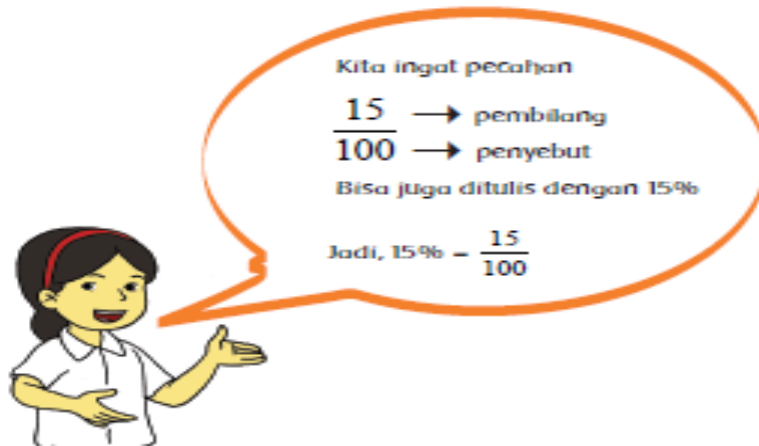 Kita ingat pecahan
15/100 → pembilang
→ penyebut
Bisa juga ditulis dengan 15%
Jadi, 15% = 15/100